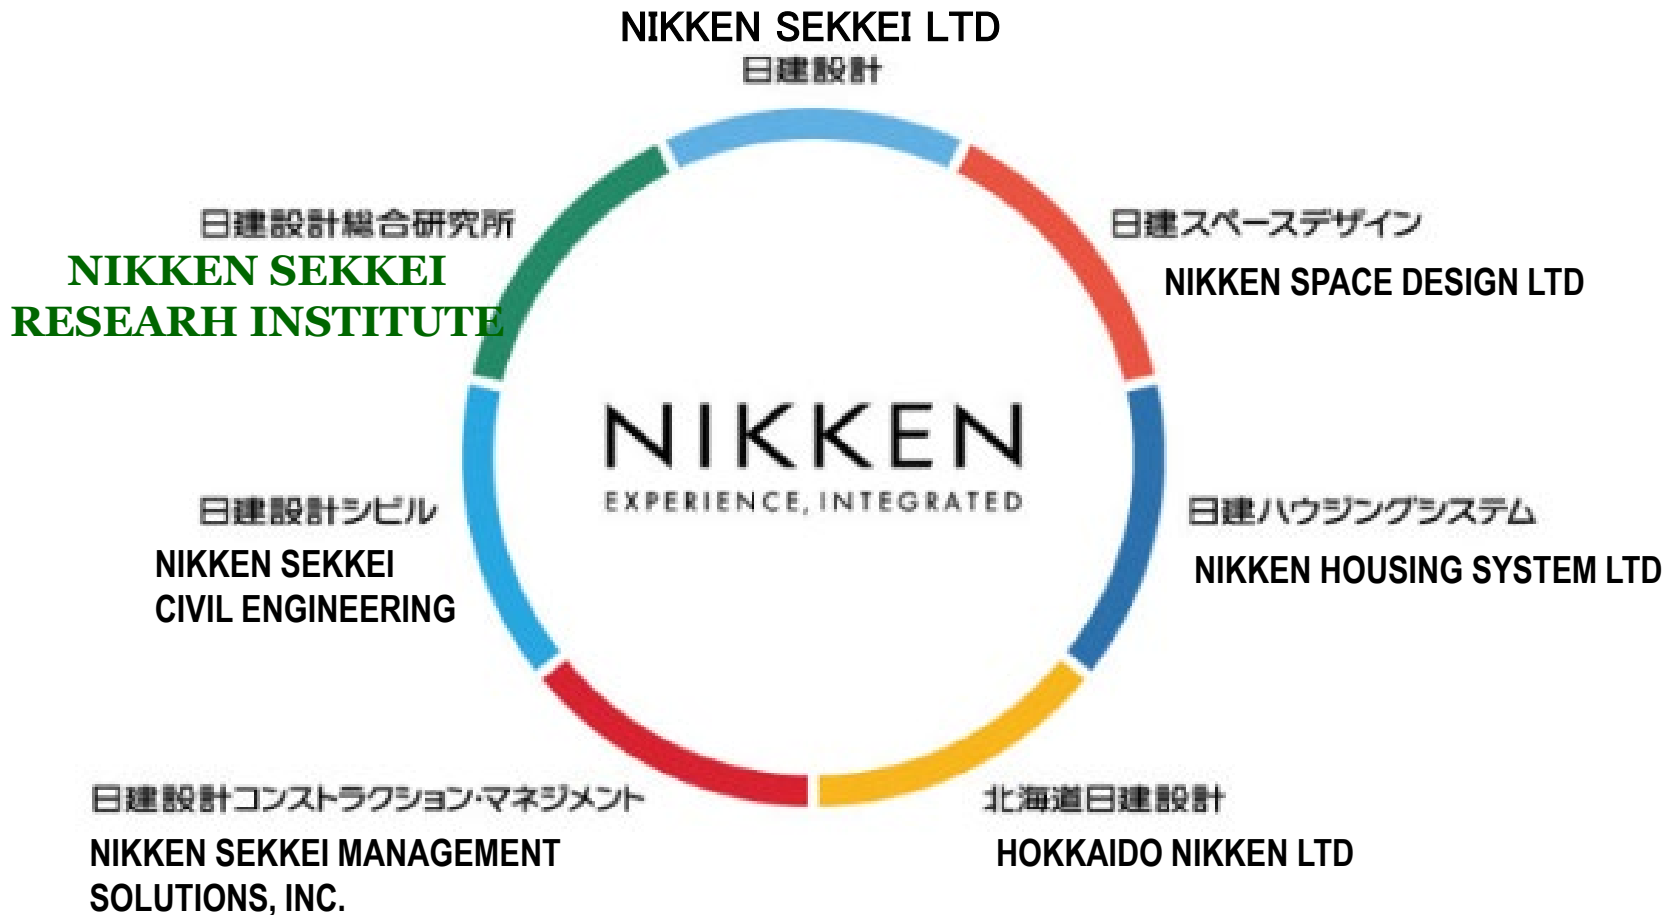 NIKKEN SEKKEI LTD
日建設計
日建設計総合研究所
NIKKEN SEKKEI
RESEARH INSTITUTE
日建スペースデザイン
NIKKEN SPACE DESIGN LTD
NIKKEN
EXPERIENCE, INTEGRATED
日建設計シビル
NIKKEN SEKKEI
CIVIL ENGINEERING
日建ハウジングシステム
NIKKEN HOUSING SYSTEM LTD
日建設計コンストラクション・マネジメント
NIKKEN SEKKEI MANAGEMENT
SOLUTIONS, INC.
北海道日建設計
HOKKAIDO NIKKEN LTD